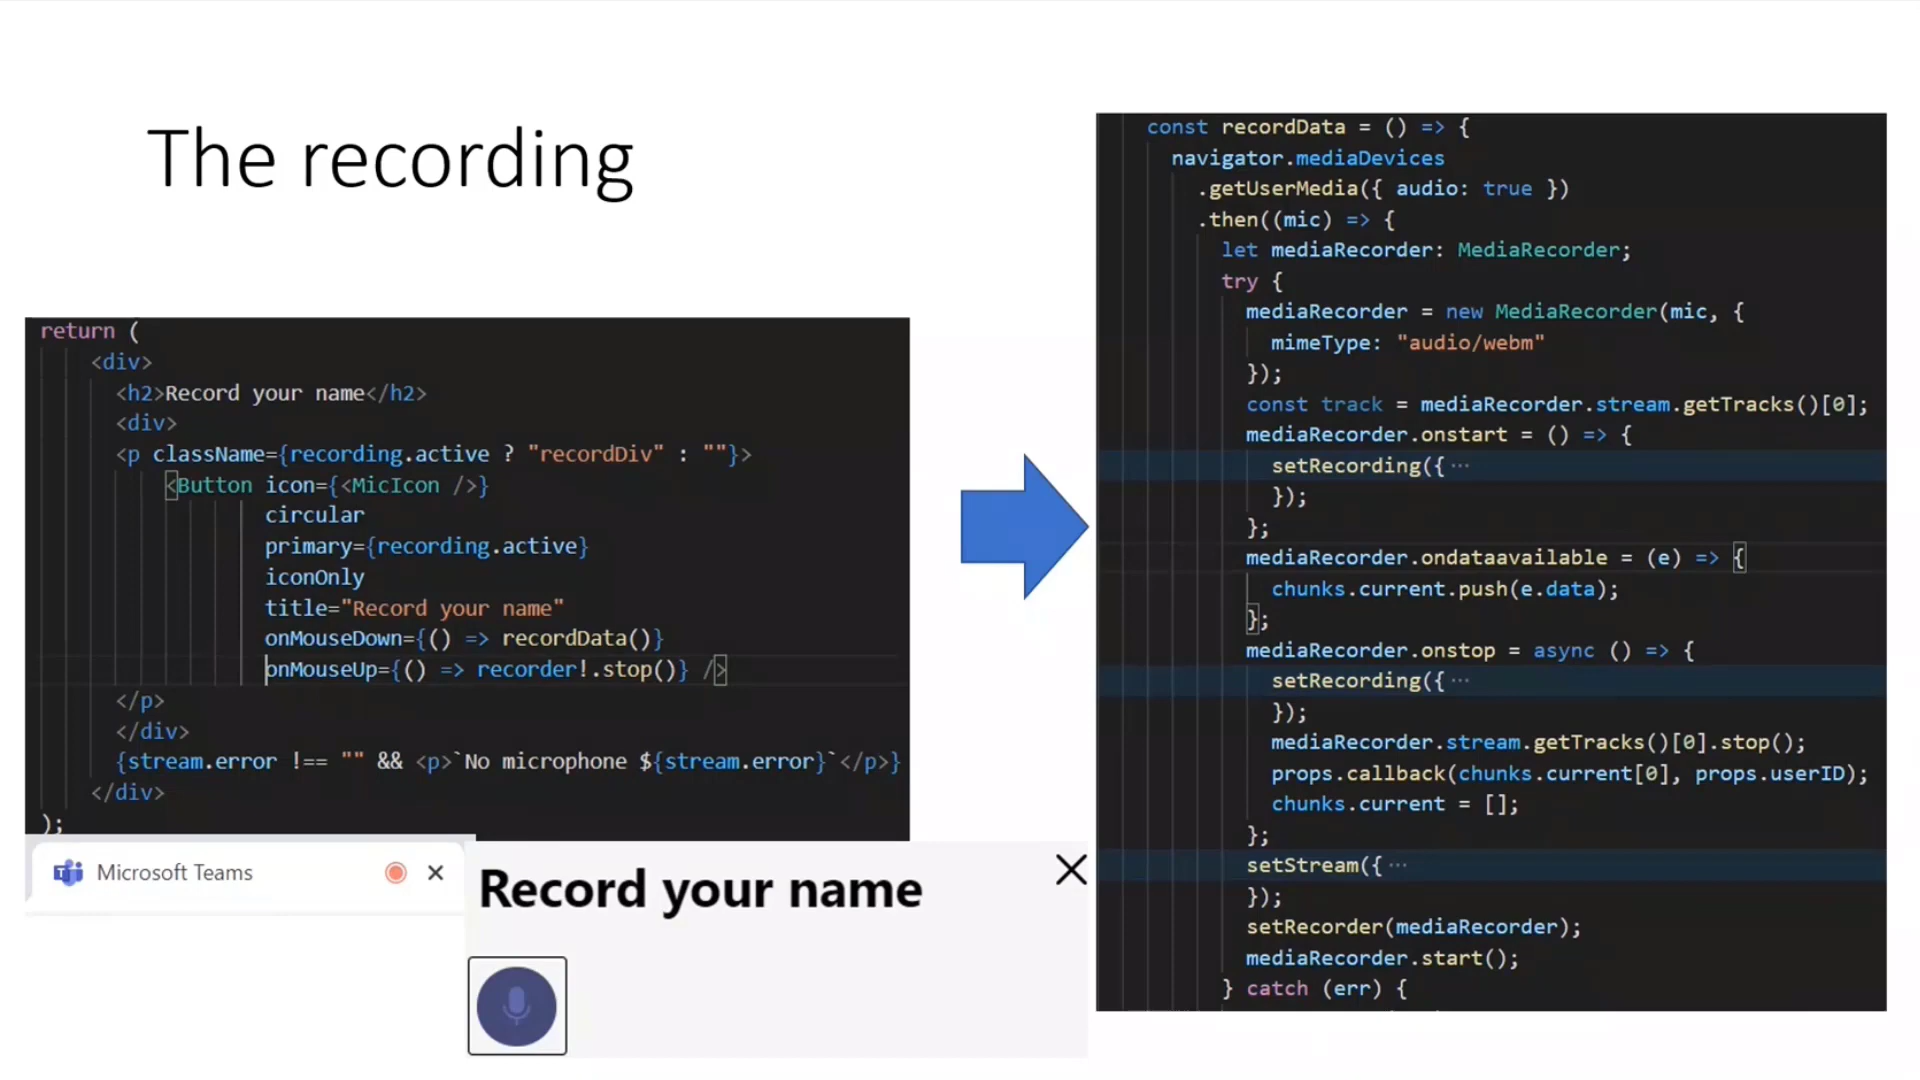 The recording
return (
<div>
<h2>Record your name</h2>
<div>
<p className={recording.active ? "recordDiv" : ""}>
<Button icon={<MicIcon />}
circular
primary={recording.active}
iconOnly
title="Record your name"
onMouseDown={() => recordData()}
onMouseUp={() => recorder!.stop()} />
</p>
</div>
{stream.error !== "" && <p>`No microphone ${stream.error}`</p>}
</div>
);
Microsoft Teams
Record your name
const recordData = () => {
navigator.mediaDevices
.getUserMedia({ audio: true })
.then((mic) => {
let mediaRecorder: MediaRecorder;
try {
mediaRecorder = new MediaRecorder(mic, {
mimeType: "audio/webm"
});
const track = mediaRecorder.stream.getTracks()[0];
mediaRecorder.onstart = () => {
setRecording({ ...
});
};
mediaRecorder.ondataavailable = (e) => {
chunks.current.push(e.data);
};
mediaRecorder.onstop = async () => {
setRecording({ ...
});
mediaRecorder.stream.getTracks()[0].stop();
props.callback(chunks.current[0], props.userID);
chunks.current = [];
};
setStream({ ...
});
setRecorder(mediaRecorder);
mediaRecorder.start();
} catch (err) {